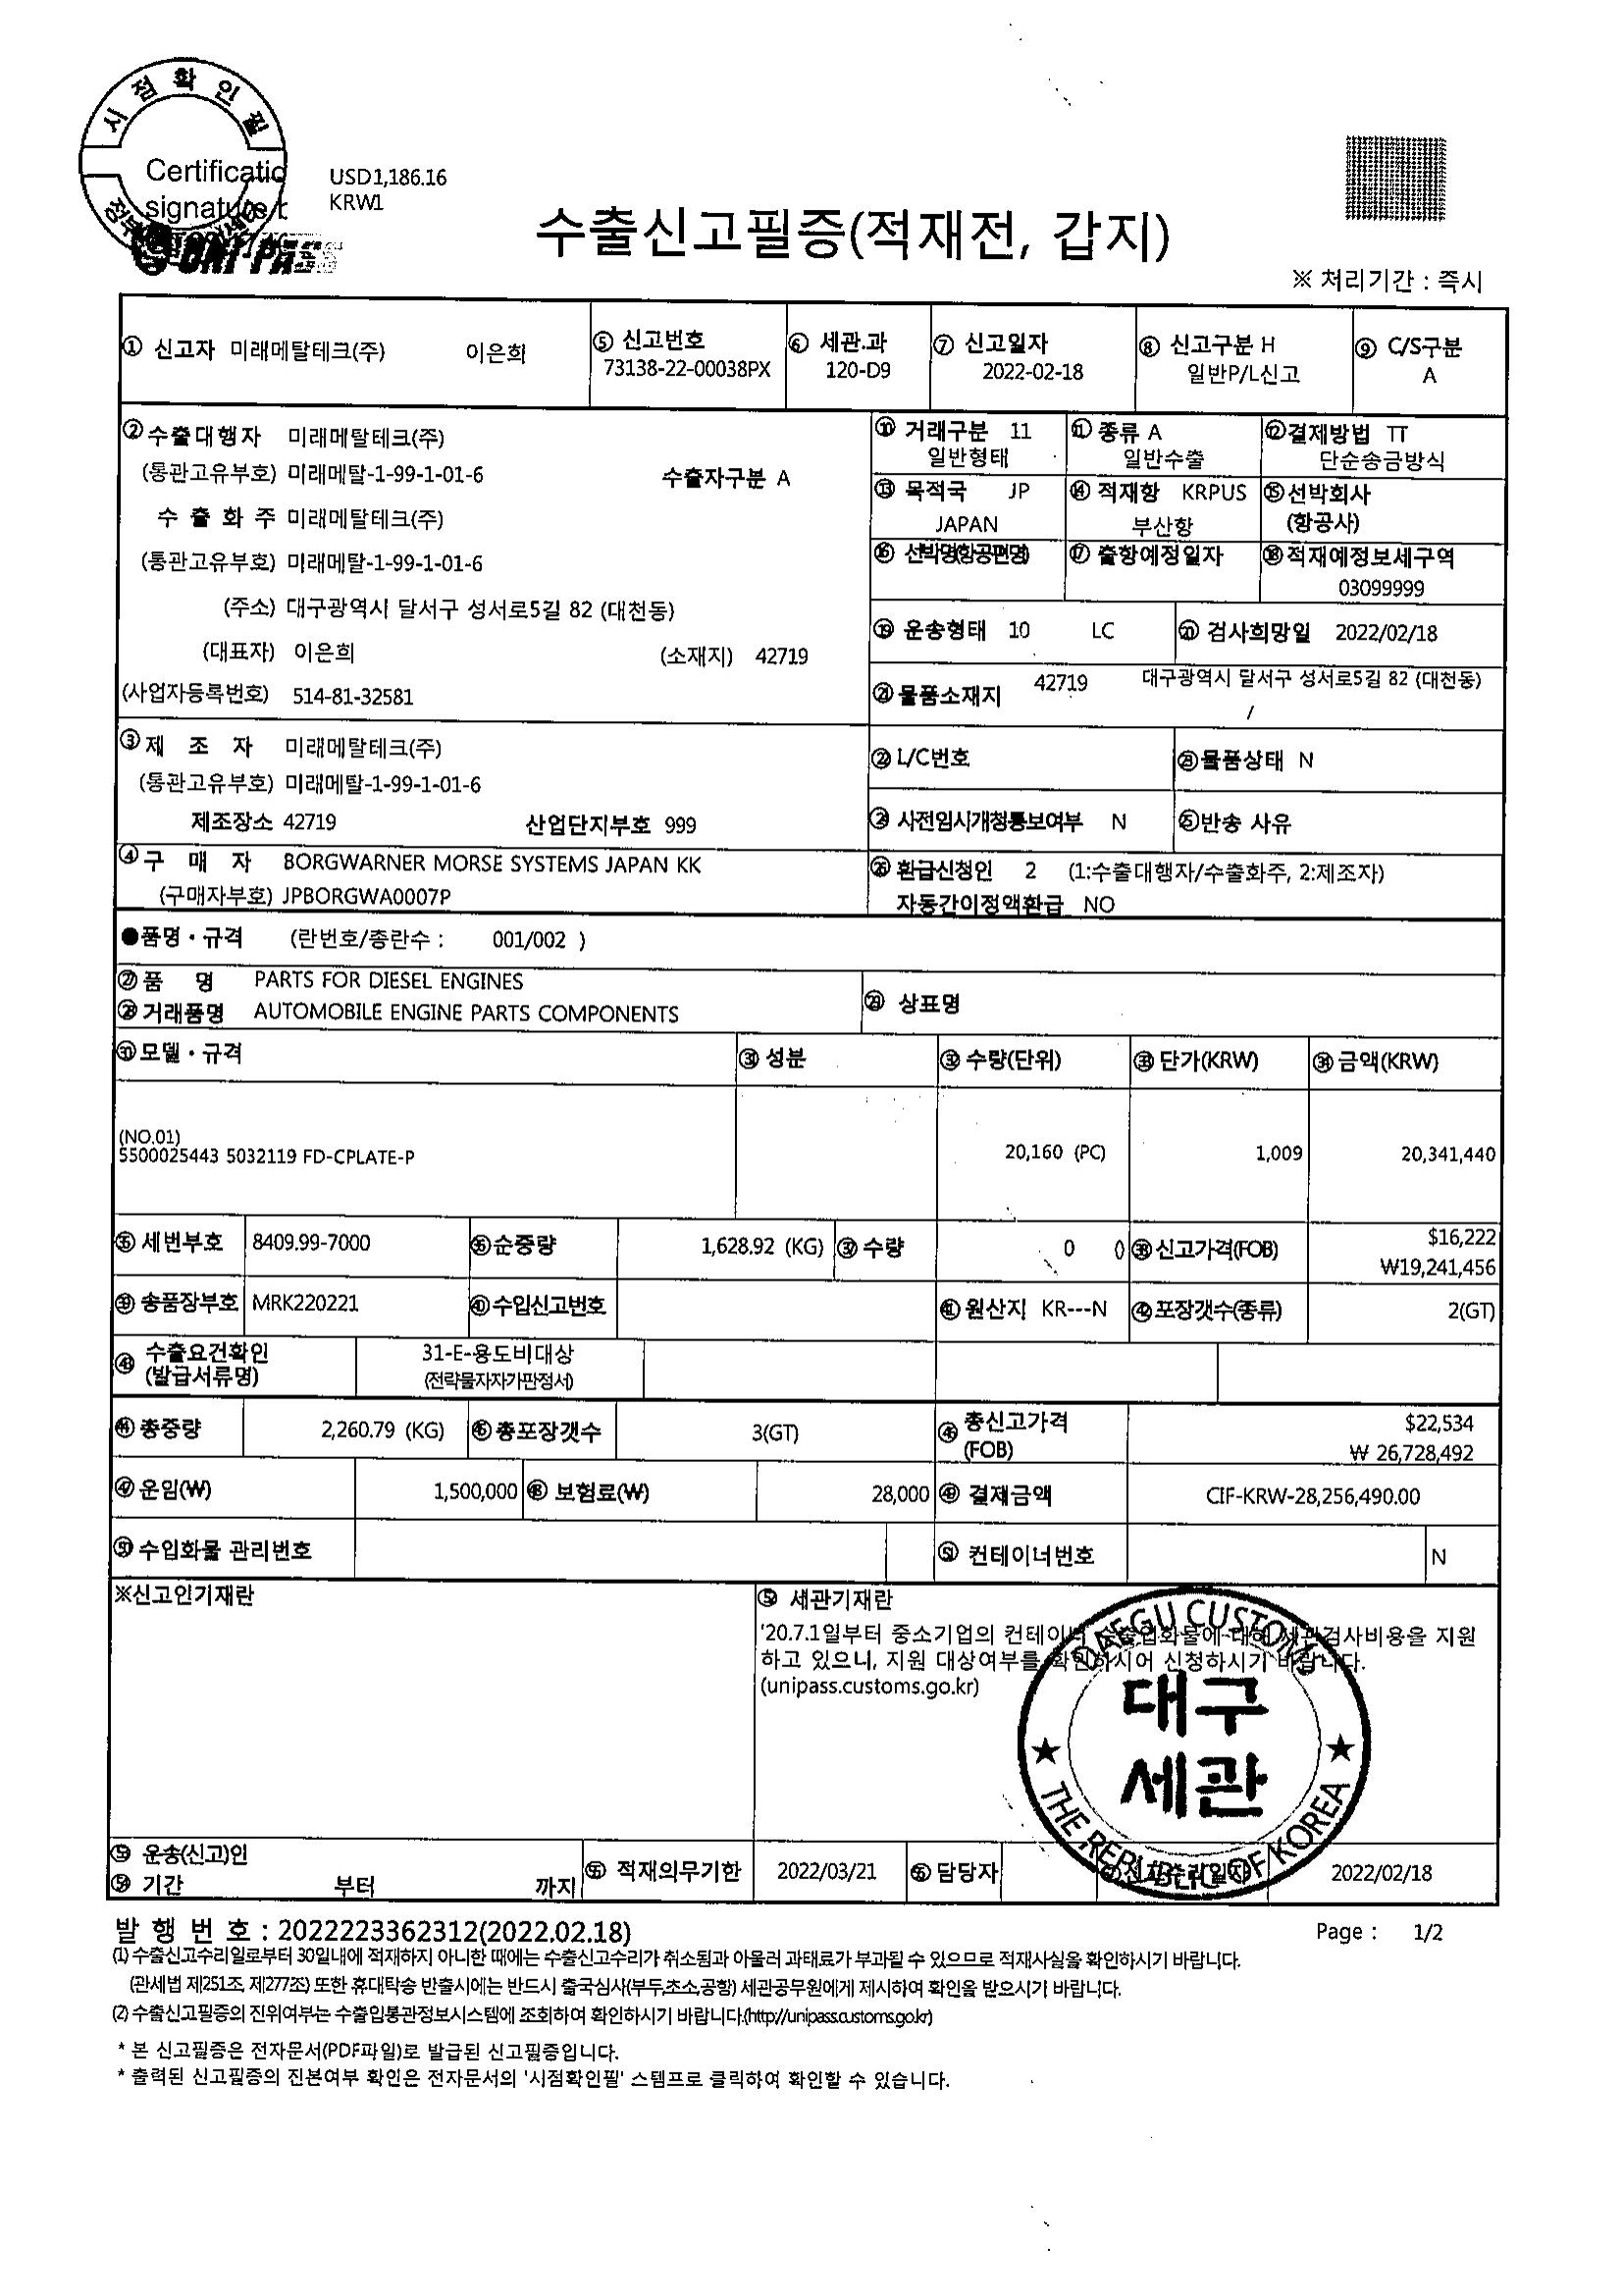 시점확인필
Certificatio
signature
UNI-PASS
USD1,186.16
KRW1
수출신고필증(적재전, 갑지)
※ 처리기간 : 즉시
① 신고자 미래메탈테크(주) 이은희
⑤ 신고번호
73138-22-00038PX
⑥ 세관.과
120-D9
⑦ 신고일자
2022-02-18
⑧ 신고구분 H
일반P/L신고
⑨ C/S구분
A
② 수출대행자 미래메탈테크(주)
(통관고유부호) 미래메탈-1-99-1-01-6 수출자구분 A
수 출 화 주 미래메탈테크(주)
(통관고유부호) 미래메탈-1-99-1-01-6
(주소) 대구광역시 달서구 성서로5길 82 (대천동)
(대표자) 이은희 (소재지) 42719
(사업자등록번호) 514-81-32581
⑩ 거래구분 11
일반형태
⑪ 종류 A
일반수출
⑫ 결제방법 TT
단순송금방식
⑬ 목적국 JP
JAPAN
⑭ 적재항 KRPUS
부산항
⑮ 선박회사
(항공사)
⑯ 선박명(항공편명)
⑰ 출항예정일자
⑱ 적재예정보세구역
03099999
⑲ 운송형태 10 LC
⑳ 검사희망일 2022/02/18
㉑ 물품소재지 42719 대구광역시 달서구 성서로5길 82 (대천동)
/
③ 제 조 자 미래메탈테크(주)
(통관고유부호) 미래메탈-1-99-1-01-6
제조장소 42719 산업단지부호 999
㉒ L/C번호
㉓ 물품상태 N
㉔ 사전임시개청통보여부 N
㉕ 반송 사유
④ 구 매 자 BORGWARNER MORSE SYSTEMS JAPAN KK
(구매자부호) JPBORGWA0007P
㉖ 환급신청인 2 (1:수출대행자/수출화주, 2:제조자)
자동간이정액환급 NO
●품명·규격 (란번호/총란수 : 001/002 )
㉗ 품 명 PARTS FOR DIESEL ENGINES
㉘ 거래품명 AUTOMOBILE ENGINE PARTS COMPONENTS
㉙ 상표명
㉚ 모델·규격
㉛ 성분
㉜ 수량(단위)
㉝ 단가(KRW)
㉞ 금액(KRW)
(NO.01)
5500025443 5032119 FD-CPLATE-P 20,160 (PC) 1,009 20,341,440
㉟ 세번부호 8409.99-7000
㊱ 순중량 1,628.92 (KG)
㊲ 수량 0 0
㊳ 신고가격(FOB) $16,222
₩19,241,456
㊴ 송품장부호 MRK220221
㊵ 수입신고번호
㊶ 원산지 KR---N
㊷ 포장갯수(종류) 2(GT)
㊸ 수출요건확인
(발급서류명)
31-E-용도비대상
(전략물자자가판정서)
㊹ 총중량 2,260.79 (KG)
㊺ 총포장갯수 3(GT)
㊻ 총신고가격
(FOB)
$22,534
₩ 26,728,492
㊼ 운임(₩) 1,500,000
㊽ 보험료(₩) 28,000
㊾ 결제금액 CIF-KRW-28,256,490.00
㊿ 수입화물 관리번호
컨테이너번호 N
※신고인기재란
세관기재란
'20.7.1일부터 중소기업의 컨테이너 수출입화물에 대하여 세관검사비용을 지원
하고 있으니, 지원 대상여부를 확인하시어 신청하시기 바랍니다.
(unipass.customs.go.kr)
DAEGU CUSTOMS
대구
세관
★ ★
THE REPUBLIC OF KOREA
운송(신고)인
기간 부터 까지
적재의무기한 2022/03/21
담당자
신고수리일자 2022/02/18
발 행 번 호 : 2022223362312(2022.02.18)
Page : 1/2
(1) 수출신고수리일로부터 30일내에 적재하지 아니한 때에는 수출신고수리가 취소됨과 아울러 과태료가 부과될 수 있으므로 적재사실을 확인하시기 바랍니다.
(관세법 제251조, 제277조) 또한 휴대탁송 반출시에는 반드시 출국심사(부두,초소,공항) 세관공무원에게 제시하여 확인을 받으시기 바랍니다.
(2) 수출신고필증의 진위여부는 수출입통관정보시스템에 조회하여 확인하시기 바랍니다.(http://unipass.customs.go.kr)
* 본 신고필증은 전자문서(PDF파일)로 발급된 신고필증입니다.
* 출력된 신고필증의 진본여부 확인은 전자문서의 '시점확인필' 스템프로 클릭하여 확인할 수 있습니다.